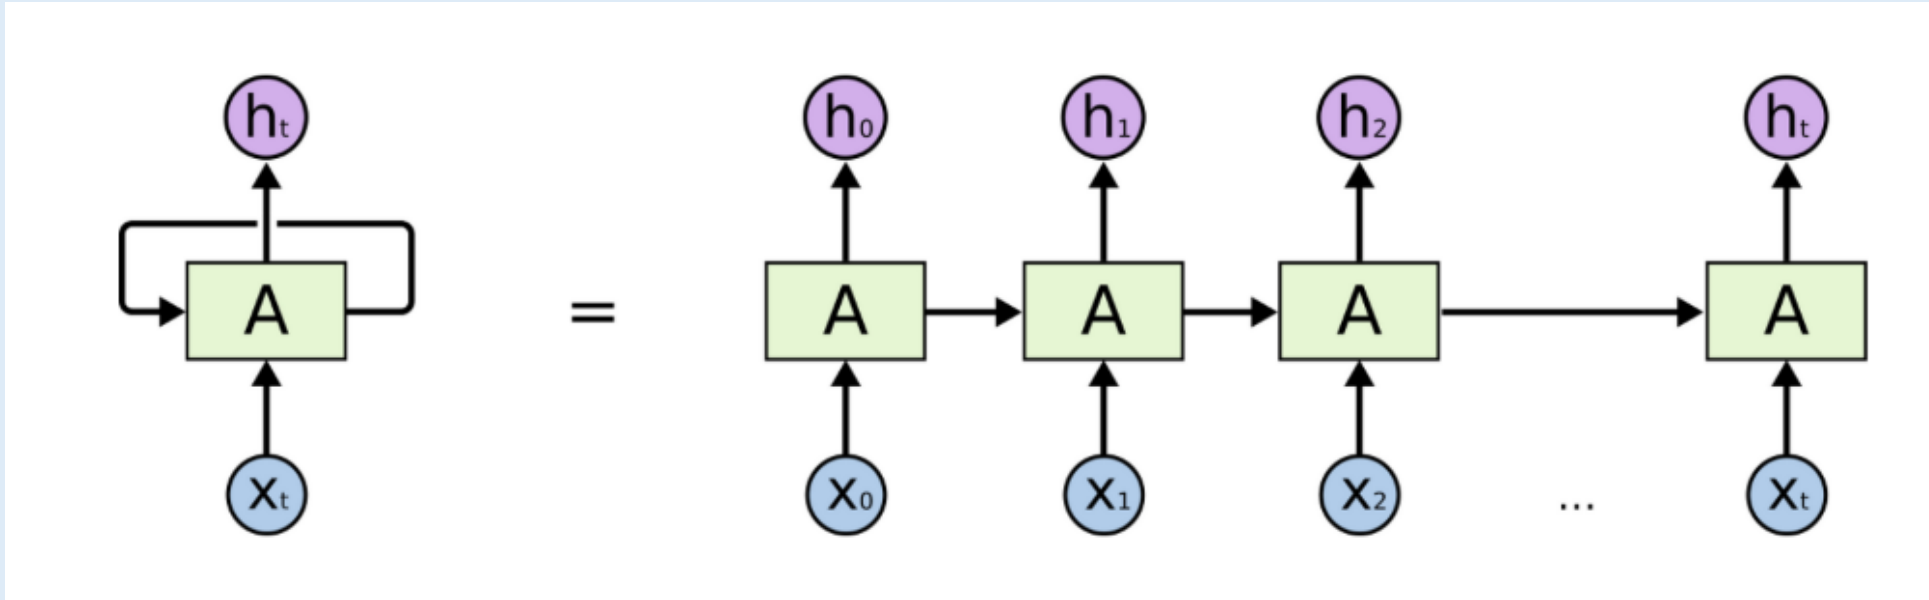 ht h0 h1 h2 ht
A = A A A A
xt x0 x1 x2 ... xt